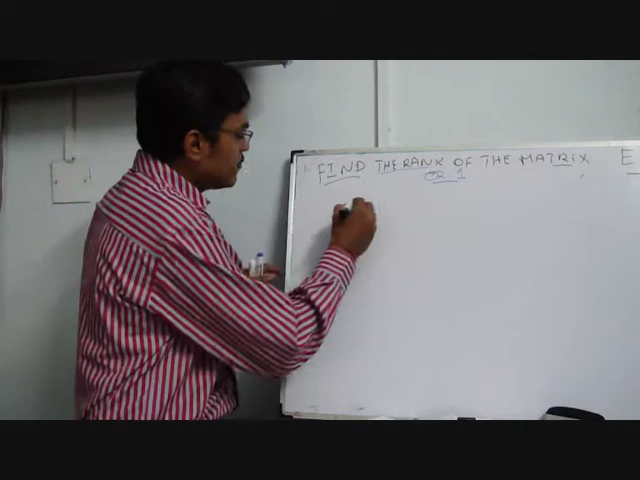 FIND THE RANK OF THE MATRIX E